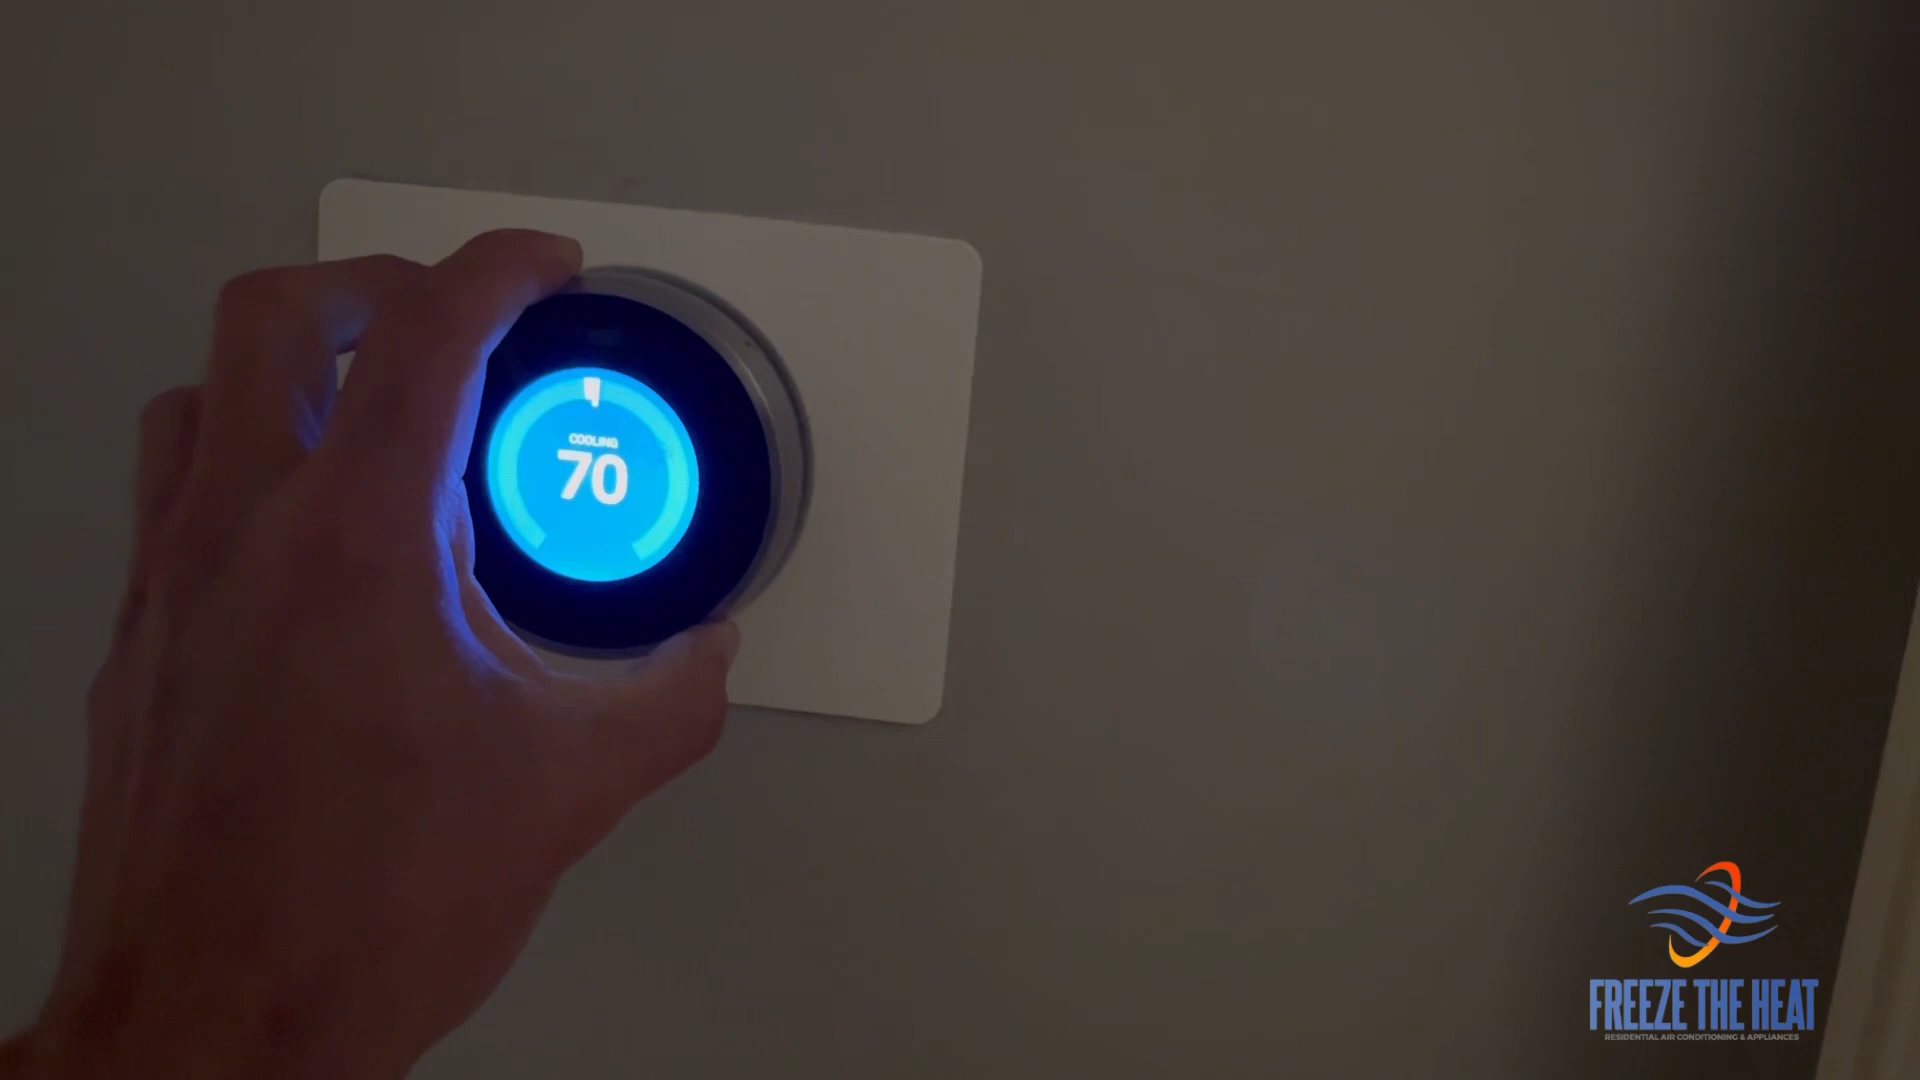 COOLING
70
FREEZE THE HEAT
RESIDENTIAL AIR CONDITIONING & APPLIANCES